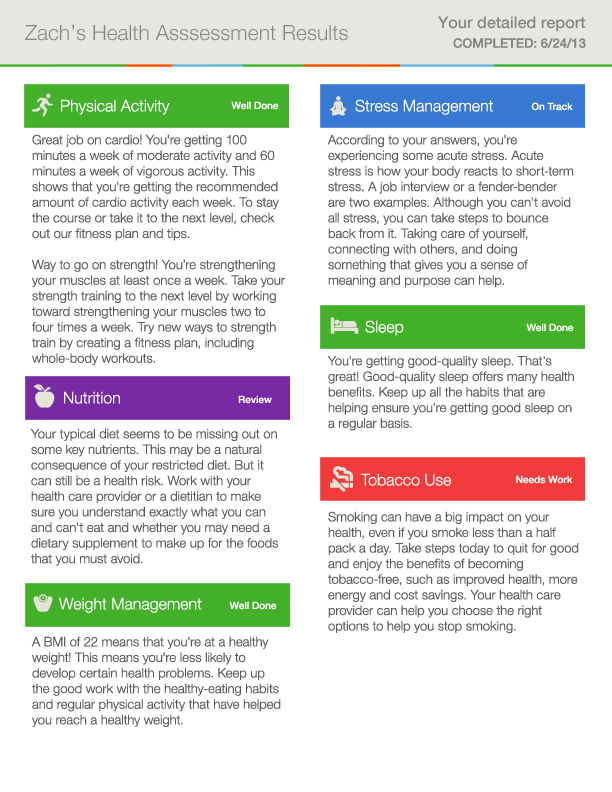 Zach's Health Asssessment Results
Your detailed report
COMPLETED: 6/24/13
Physical Activity
Well Done
Great job on cardio! You're getting 100
minutes a week of moderate activity and 60
minutes a week of vigorous activity. This
shows that you're getting the recommended
amount of cardio activity each week. To stay
the course or take it to the next level, check
out our fitness plan and tips.
Way to go on strength! You're strengthening
your muscles at least once a week. Take your
strength training to the next level by working
toward strengthening your muscles two to
four times a week. Try new ways to strength
train by creating a fitness plan, including
whole-body workouts.
Nutrition
Review
Your typical diet seems to be missing out on
some key nutrients. This may be a natural
consequence of your restricted diet. But it
can still be a health risk. Work with your
health care provider or a dietitian to make
sure you understand exactly what you can
and can't eat and whether you may need a
dietary supplement to make up for the foods
that you must avoid.
Weight Management
Well Done
A BMI of 22 means that you're at a healthy
weight! This means you're less likely to
develop certain health problems. Keep up
the good work with the healthy-eating habits
and regular physical activity that have helped
you reach a healthy weight.
Stress Management
On Track
According to your answers, you're
experiencing some acute stress. Acute
stress is how your body reacts to short-term
stress. A job interview or a fender-bender
are two examples. Although you can't avoid
all stress, you can take steps to bounce
back from it. Taking care of yourself,
connecting with others, and doing
something that gives you a sense of
meaning and purpose can help.
Sleep
Well Done
You're getting good-quality sleep. That's
great! Good-quality sleep offers many health
benefits. Keep up all the habits that are
helping ensure you're getting good sleep on
a regular basis.
Tobacco Use
Needs Work
Smoking can have a big impact on your
health, even if you smoke less than a half
pack a day. Take steps today to quit for good
and enjoy the benefits of becoming
tobacco-free, such as improved health, more
energy and cost savings. Your health care
provider can help you choose the right
options to help you stop smoking.